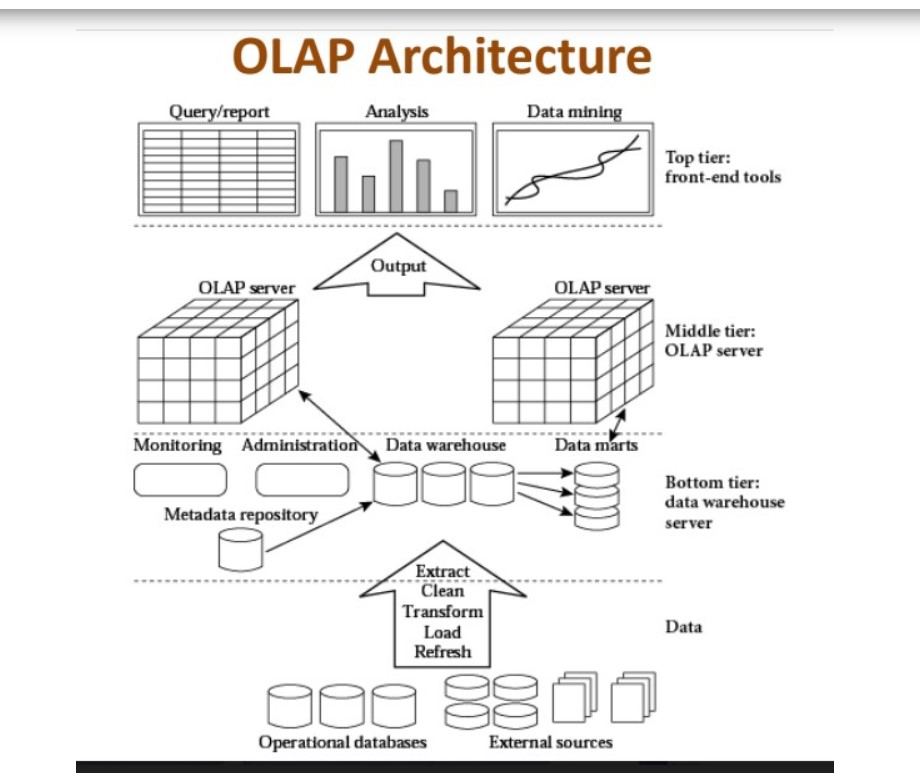 OLAP Architecture
Query/report
Analysis
Data mining
Top tier:
front-end tools
Output
OLAP server
OLAP server
Middle tier:
OLAP server
Monitoring
Administration
Data warehouse
Data marts
Metadata repository
Bottom tier:
data warehouse
server
Extract
Clean
Transform
Load
Refresh
Data
Operational databases
External sources